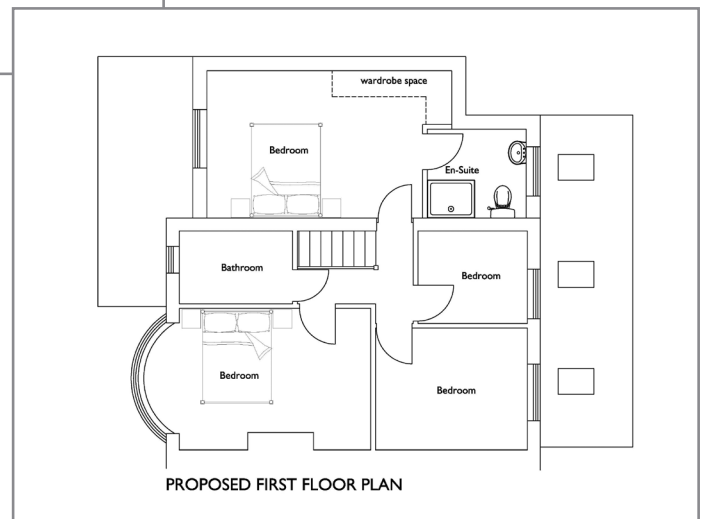 wardrobe space
Bedroom
En-Suite
Bathroom
Bedroom
Bedroom
Bedroom
PROPOSED FIRST FLOOR PLAN